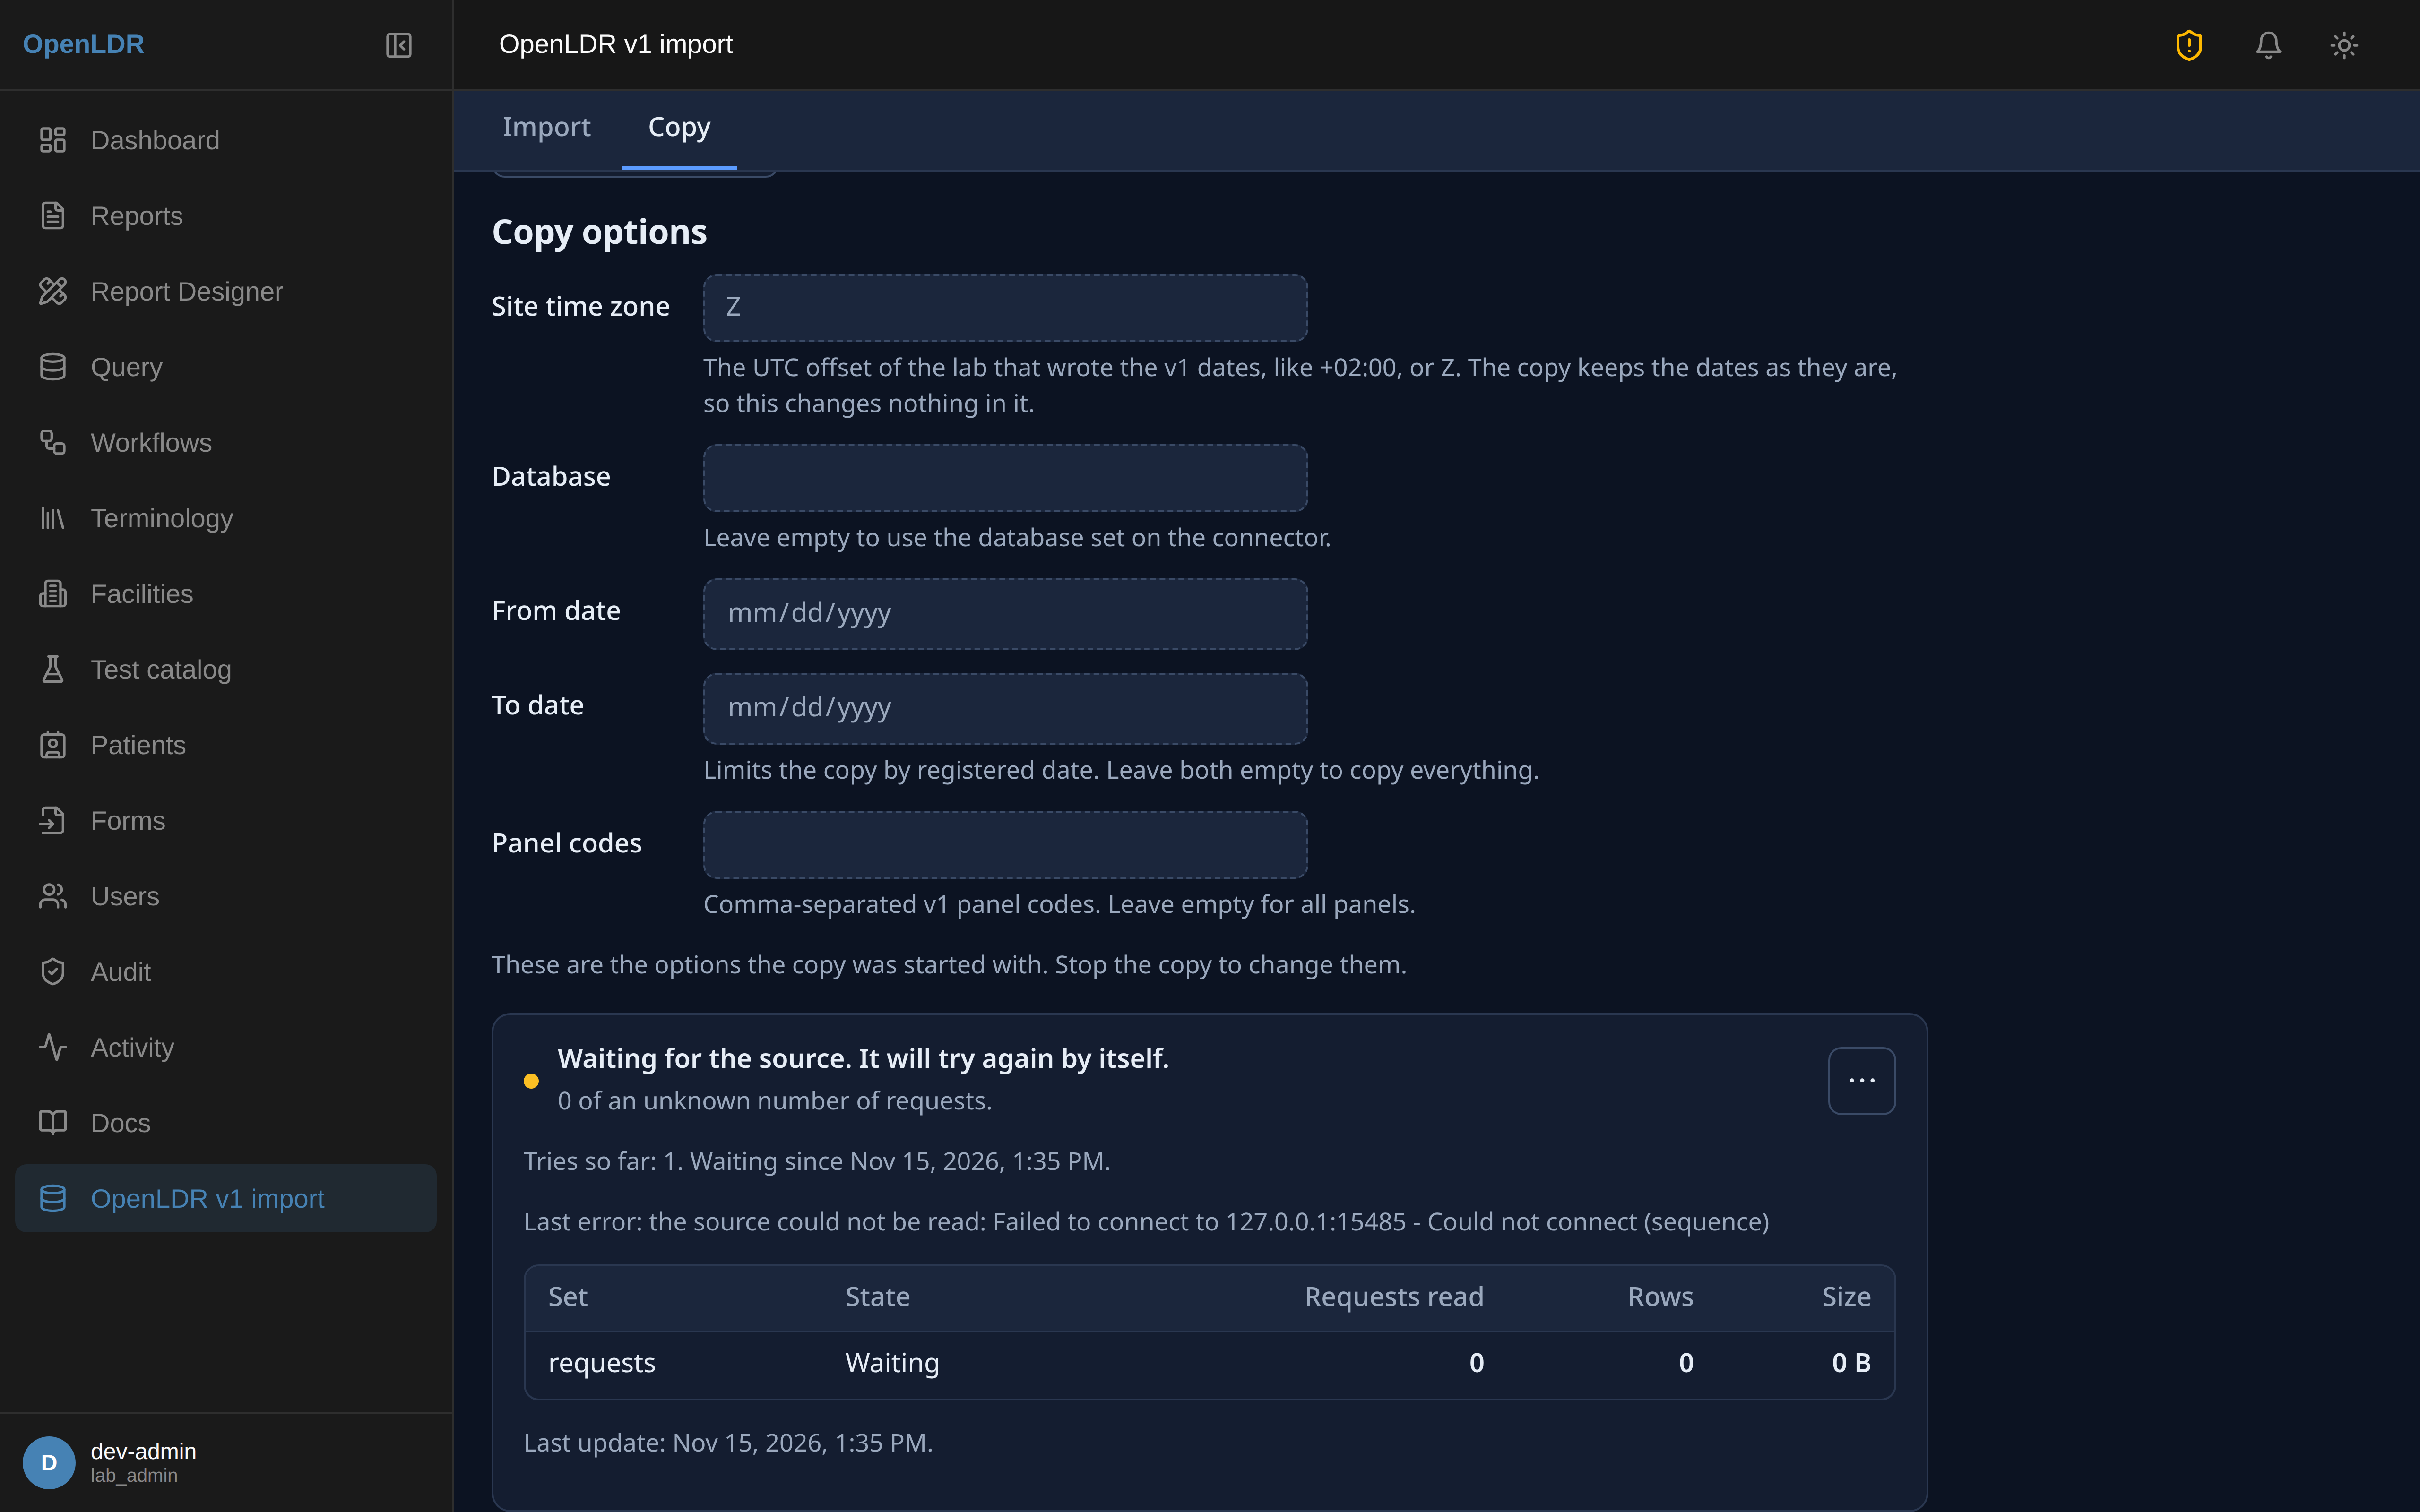 OpenLDR
OpenLDR v1 import
Dashboard
Reports
Report Designer
Query
Workflows
Terminology
Facilities
Test catalog
Patients
Forms
Users
Audit
Activity
Docs
OpenLDR v1 import
D
dev-admin
lab_admin
Import
Copy
Copy options
Site time zone
Z
The UTC offset of the lab that wrote the v1 dates, like +02:00, or Z. The copy keeps the dates as they are,
so this changes nothing in it.
Database
Leave empty to use the database set on the connector.
From date
mm/dd/yyyy
To date
mm/dd/yyyy
Limits the copy by registered date. Leave both empty to copy everything.
Panel codes
Comma-separated v1 panel codes. Leave empty for all panels.
These are the options the copy was started with. Stop the copy to change them.
Waiting for the source. It will try again by itself.
0 of an unknown number of requests.
Tries so far: 1. Waiting since Nov 15, 2026, 1:35 PM.
Last error: the source could not be read: Failed to connect to 127.0.0.1:15485 - Could not connect (sequence)
Set State Requests read Rows Size
requests Waiting 0 0 0 B
Last update: Nov 15, 2026, 1:35 PM.